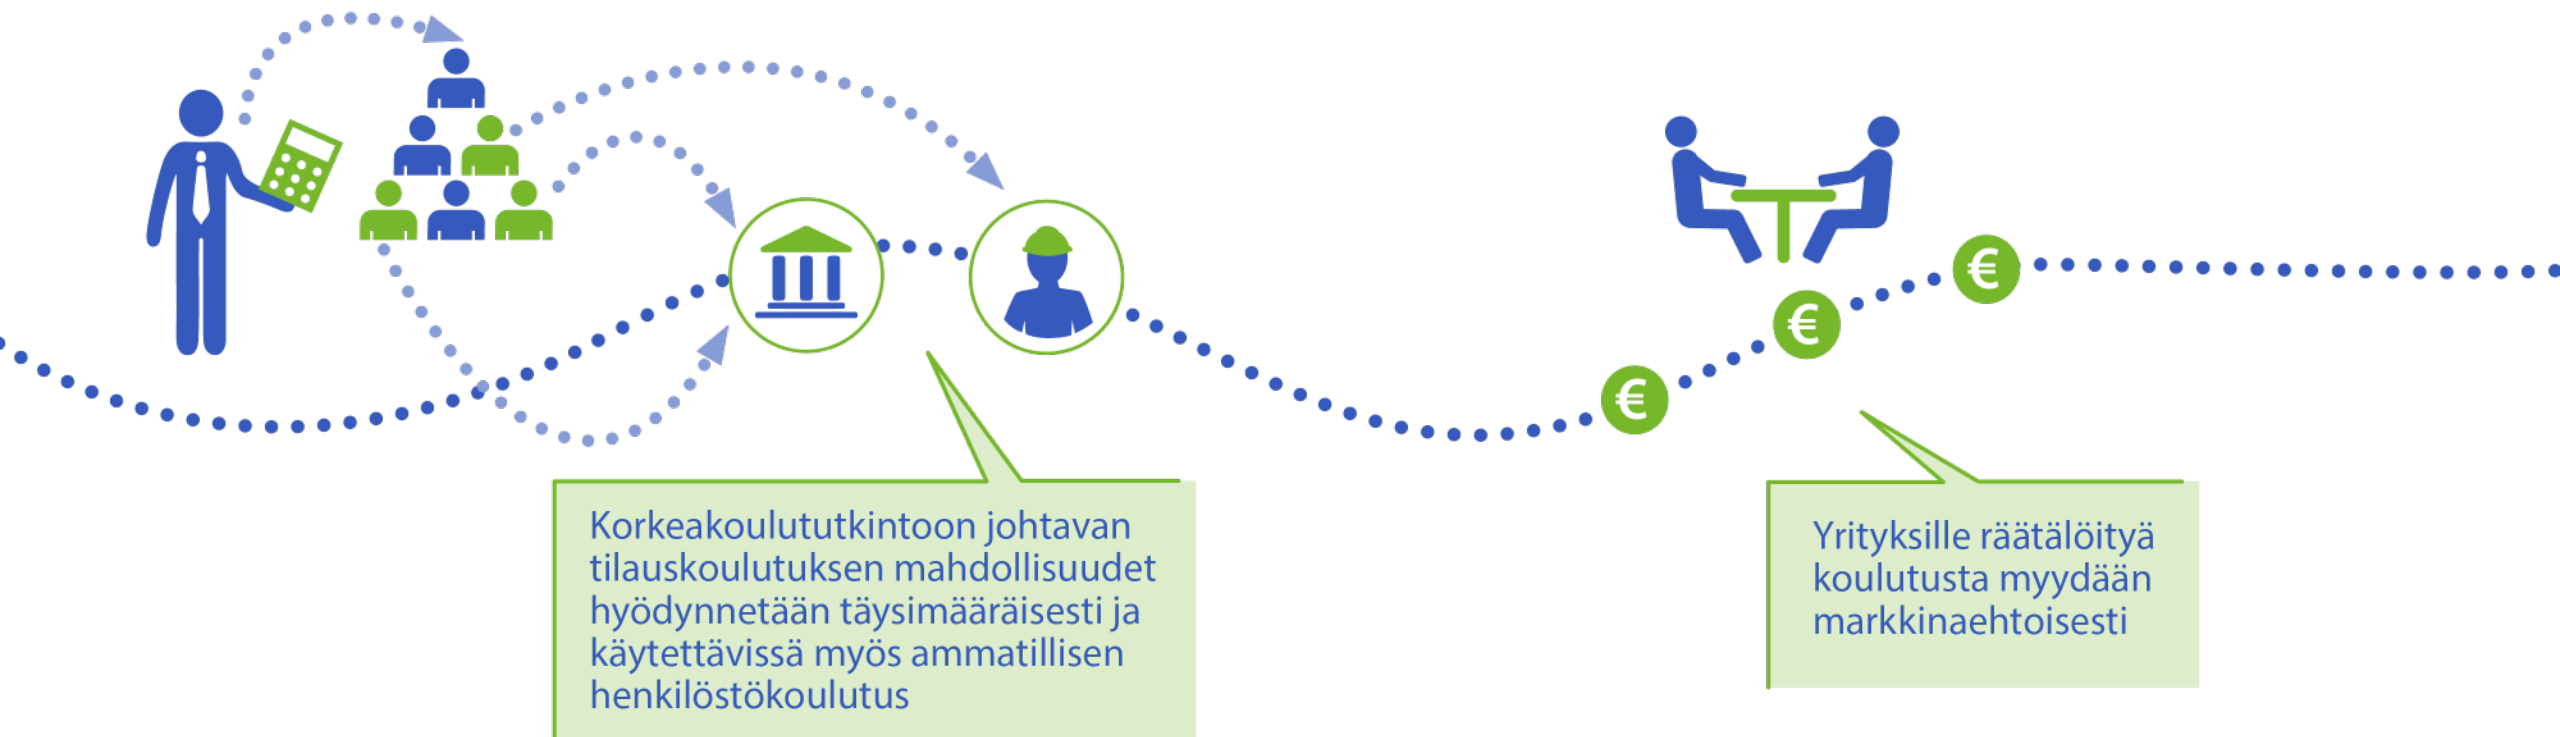 Korkeakoulututkintoon johtavan
tilauskoulutuksen mahdollisuudet
hyödynnetään täysimääräisesti ja
käytettävissä myös ammatillisen
henkilöstökoulutus
€
€
€
Yrityksille räätälöityä
koulutusta myydään
markkinaehtoisesti